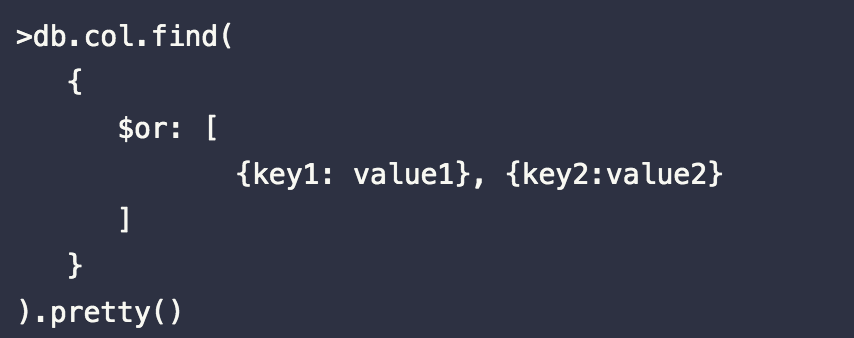 >db.col.find(
   {
      $or: [
             {key1: value1}, {key2:value2}
      ]
   }
).pretty()